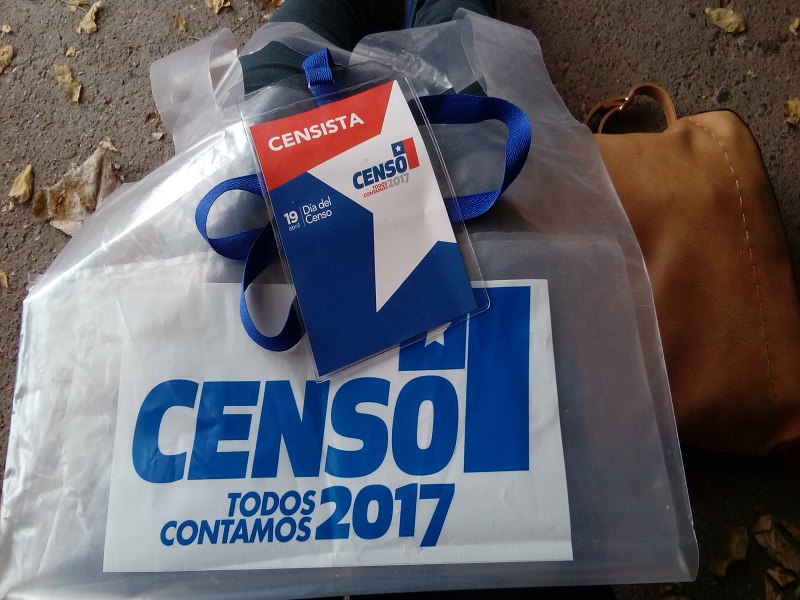 CENSISTA
CENSO
TODOS
CONTAMOS 2017
19 abril
Día del
Censo
CENSO
TODOS
CONTAMOS 2017